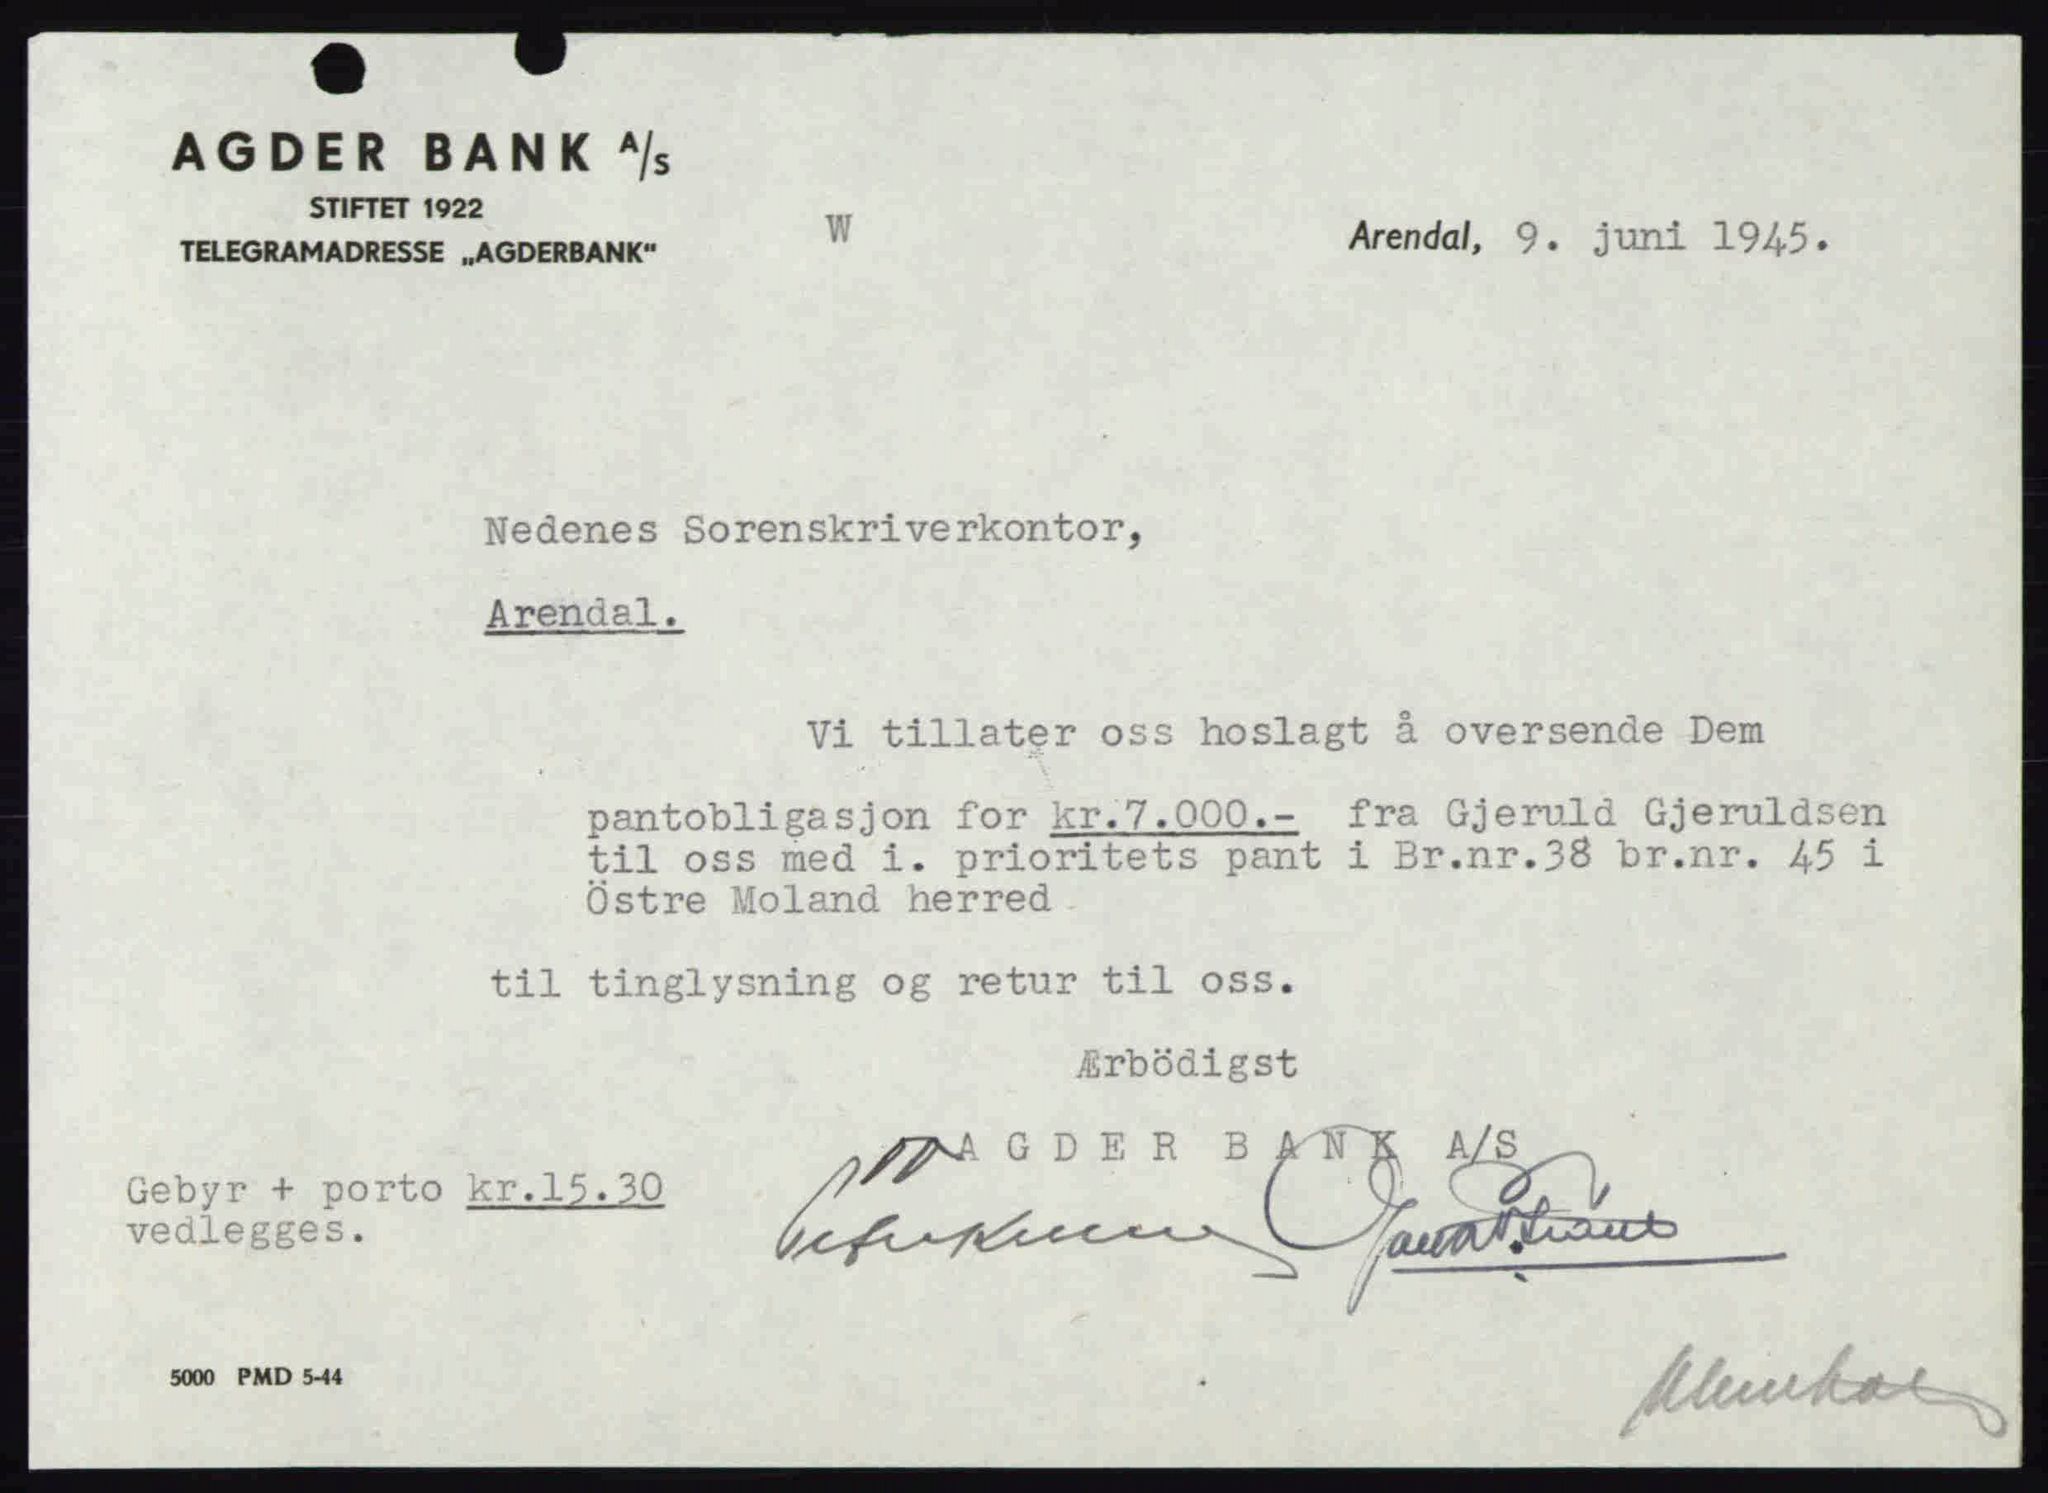 AGDER BANK A/S
STIFTET 1922
TELEGRAMADRESSE „AGDERBANK“
W
Arendal, 9. juni 1945.
Nedenes Sorenskriverkontor,
Arendal.
Vi tillater oss hoslagt å oversende Dem
pantobligasjon for kr.7.000.- fra Gjeruld Gjeruldsen
til oss med i. prioritets pant i Br.nr.38 br.nr. 45 i
Östre Moland herred
til tinglysning og retur til oss.
Ærbödigst
AGDER BANK A/S
Gebyr + porto kr.15.30
vedlegges.
5000 PMD 5-44